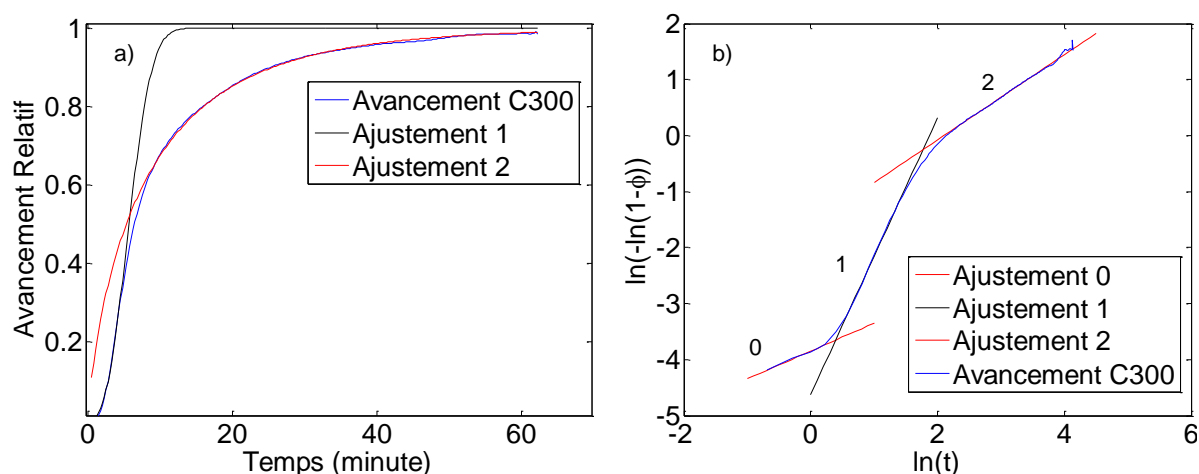 a)
Avancement Relatif
1
0.8
0.6
0.4
0.2
0
20
40
60
Temps (minute)
Avancement C300
Ajustement 1
Ajustement 2
b)
ln(-ln(1-ϕ))
2
1
0
-1
-2
-3
-4
-5
-2
0
2
4
6
ln(t)
0
1
2
Ajustement 0
Ajustement 1
Ajustement 2
Avancement C300